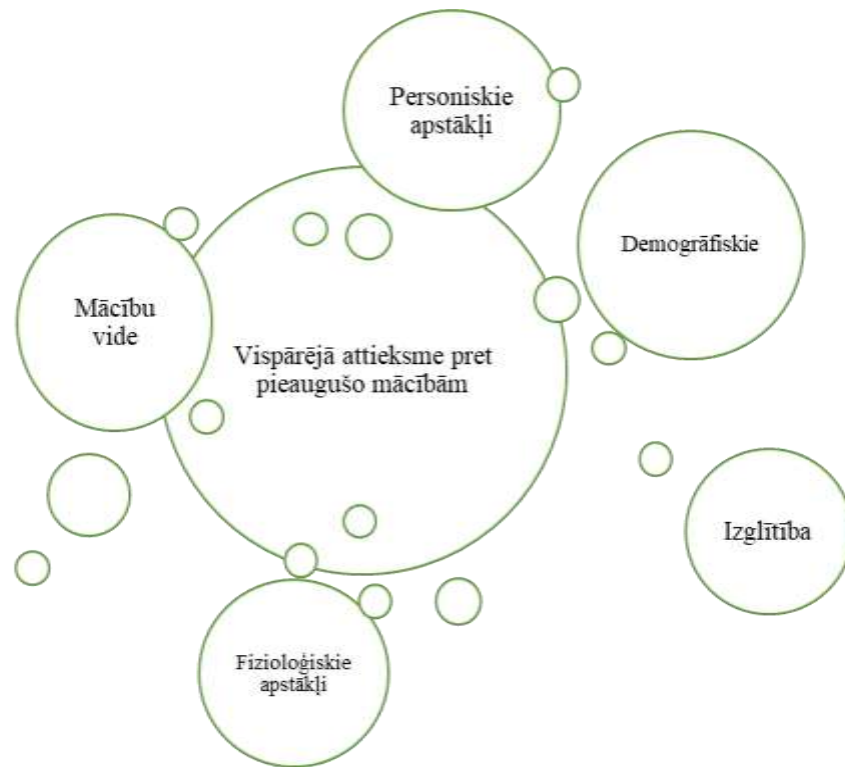 Personiskie
apstākļi
Demogrāfiskie
Mācību
vide
Vispārējā attieksme pret
pieaugušo mācībām
Izglītība
Fizioloģiskie
apstākļi